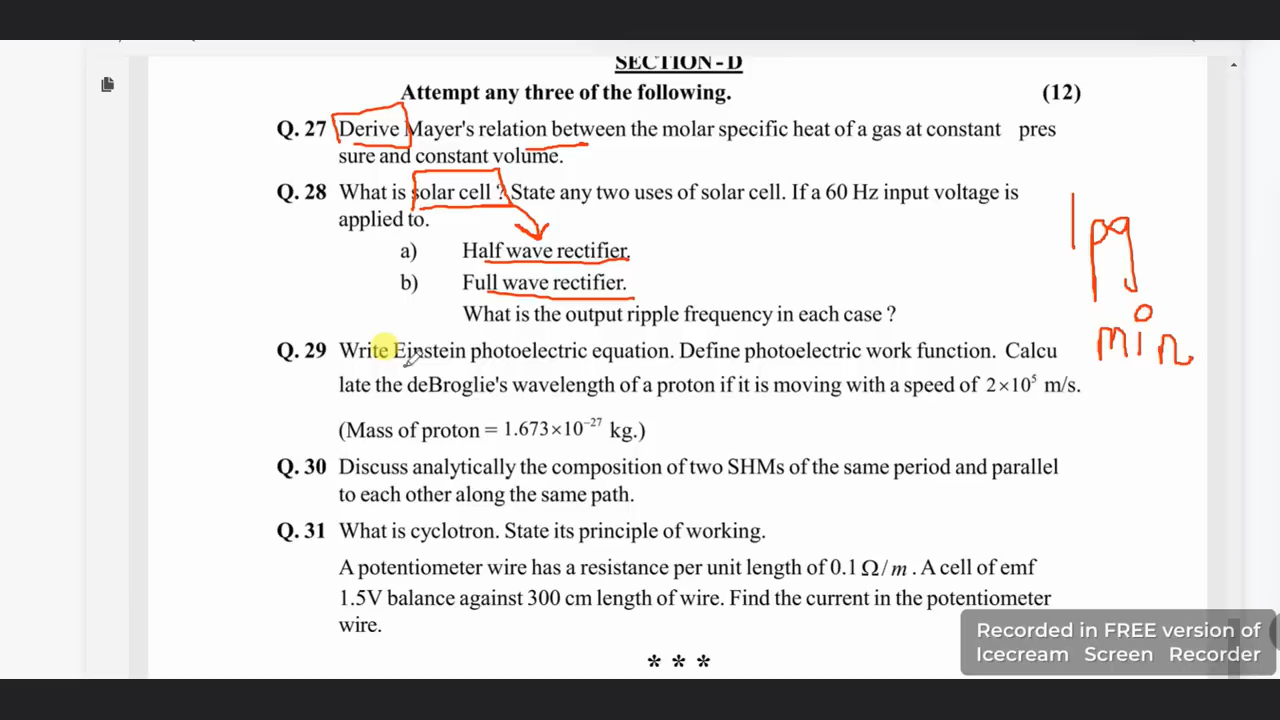 SECTION - D
Attempt any three of the following. (12)
Q. 27 Derive Mayer's relation between the molar specific heat of a gas at constant pres
sure and constant volume.
Q. 28 What is solar cell ? State any two uses of solar cell. If a 60 Hz input voltage is
applied to.
a) Half wave rectifier.
b) Full wave rectifier.
What is the output ripple frequency in each case ?
1 pg
min
Q. 29 Write Einstein photoelectric equation. Define photoelectric work function. Calcu
late the deBroglie's wavelength of a proton if it is moving with a speed of 2×10⁵ m/s.
(Mass of proton = 1.673×10⁻²⁷ kg.)
Q. 30 Discuss analytically the composition of two SHMs of the same period and parallel
to each other along the same path.
Q. 31 What is cyclotron. State its principle of working.
A potentiometer wire has a resistance per unit length of 0.1 Ω/m . A cell of emf
1.5V balance against 300 cm length of wire. Find the current in the potentiometer
wire.
* * *
Recorded in FREE version of
Icecream Screen Recorder